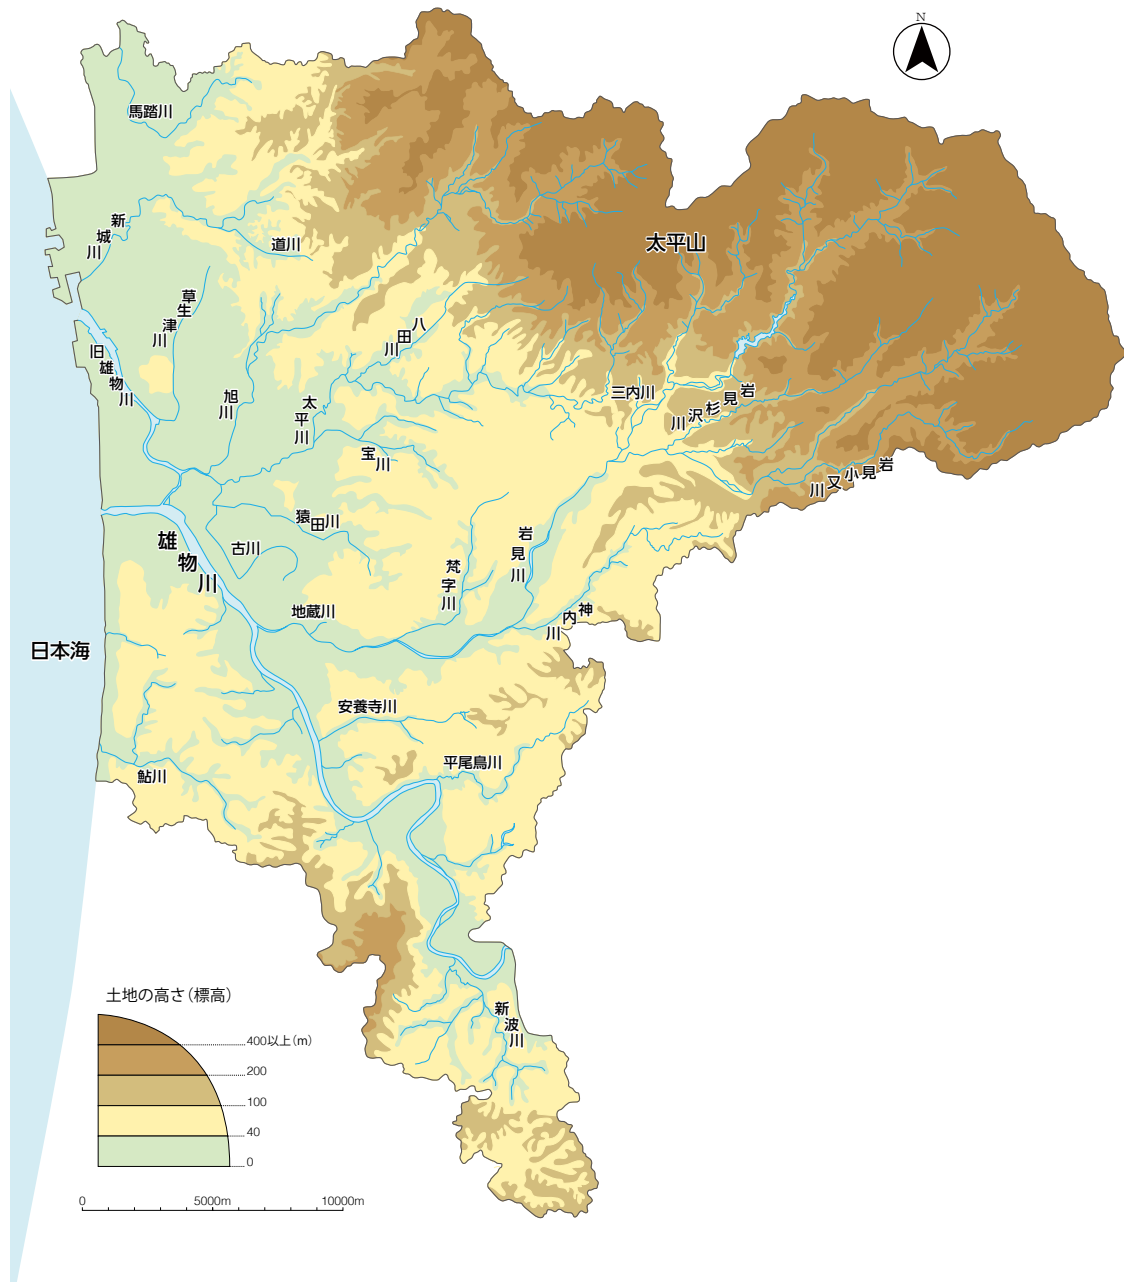 N
馬踏川
新城川
道川
太平山
草生津川
旧雄物川
八田川
旭川
太平川
三内川
岩見杉沢川
宝川
岩見小又川
猿田川
古川
雄物川
岩見川
梵字川
地蔵川
神内川
日本海
安養寺川
平尾鳥川
鮎川
新波川
土地の高さ(標高)
400以上(m)
200
100
40
0
0 5000m 10000m